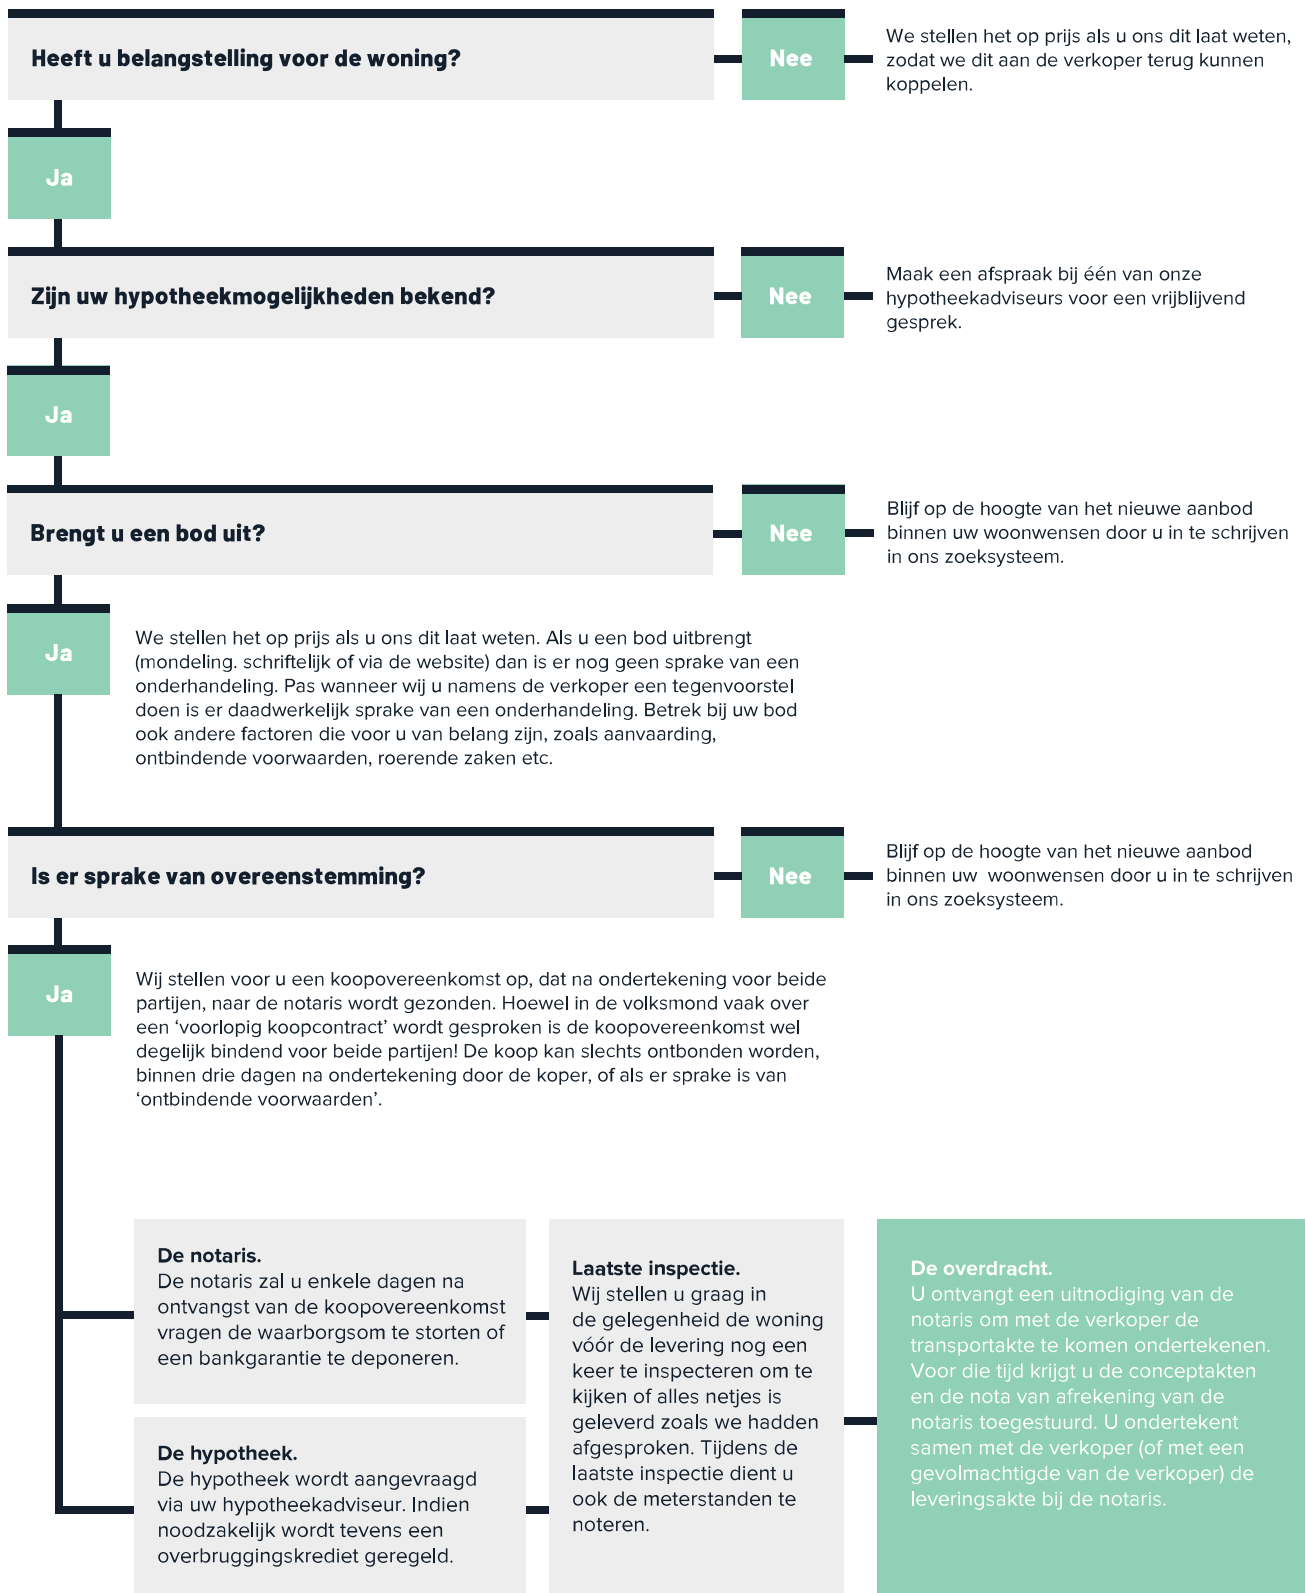 Heeft u belangstelling voor de woning?
Nee
We stellen het op prijs als u ons dit laat weten,
zodat we dit aan de verkoper terug kunnen
koppelen.
Ja
Zijn uw hypotheekmogelijkheden bekend?
Nee
Maak een afspraak bij één van onze
hypotheekadviseurs voor een vrijblijvend
gesprek.
Ja
Brengt u een bod uit?
Nee
Blijf op de hoogte van het nieuwe aanbod
binnen uw woonwensen door u in te schrijven
in ons zoeksysteem.
Ja
We stellen het op prijs als u ons dit laat weten. Als u een bod uitbrengt
(mondeling. schriftelijk of via de website) dan is er nog geen sprake van een
onderhandeling. Pas wanneer wij u namens de verkoper een tegenvoorstel
doen is er daadwerkelijk sprake van een onderhandeling. Betrek bij uw bod
ook andere factoren die voor u van belang zijn, zoals aanvaarding,
ontbindende voorwaarden, roerende zaken etc.
Is er sprake van overeenstemming?
Nee
Blijf op de hoogte van het nieuwe aanbod
binnen uw  woonwensen door u in te schrijven
in ons zoeksysteem.
Ja
Wij stellen voor u een koopovereenkomst op, dat na ondertekening voor beide
partijen, naar de notaris wordt gezonden. Hoewel in de volksmond vaak over
een ‘voorlopig koopcontract’ wordt gesproken is de koopovereenkomst wel
degelijk bindend voor beide partijen! De koop kan slechts ontbonden worden,
binnen drie dagen na ondertekening door de koper, of als er sprake is van
‘ontbindende voorwaarden’.
De notaris.
De notaris zal u enkele dagen na
ontvangst van de koopovereenkomst
vragen de waarborgsom te storten of
een bankgarantie te deponeren.
De hypotheek.
De hypotheek wordt aangevraagd
via uw hypotheekadviseur. Indien
noodzakelijk wordt tevens een
overbruggingskrediet geregeld.
Laatste inspectie.
Wij stellen u graag in
de gelegenheid de woning
vóór de levering nog een
keer te inspecteren om te
kijken of alles netjes is
geleverd zoals we hadden
afgesproken. Tijdens de
laatste inspectie dient u
ook de meterstanden te
noteren.
De overdracht.
U ontvangt een uitnodiging van de
notaris om met de verkoper de
transportakte te komen ondertekenen.
Voor die tijd krijgt u de conceptakten
en de nota van afrekening van de
notaris toegestuurd. U ondertekent
samen met de verkoper (of met een
gevolmachtigde van de verkoper) de
leveringsakte bij de notaris.